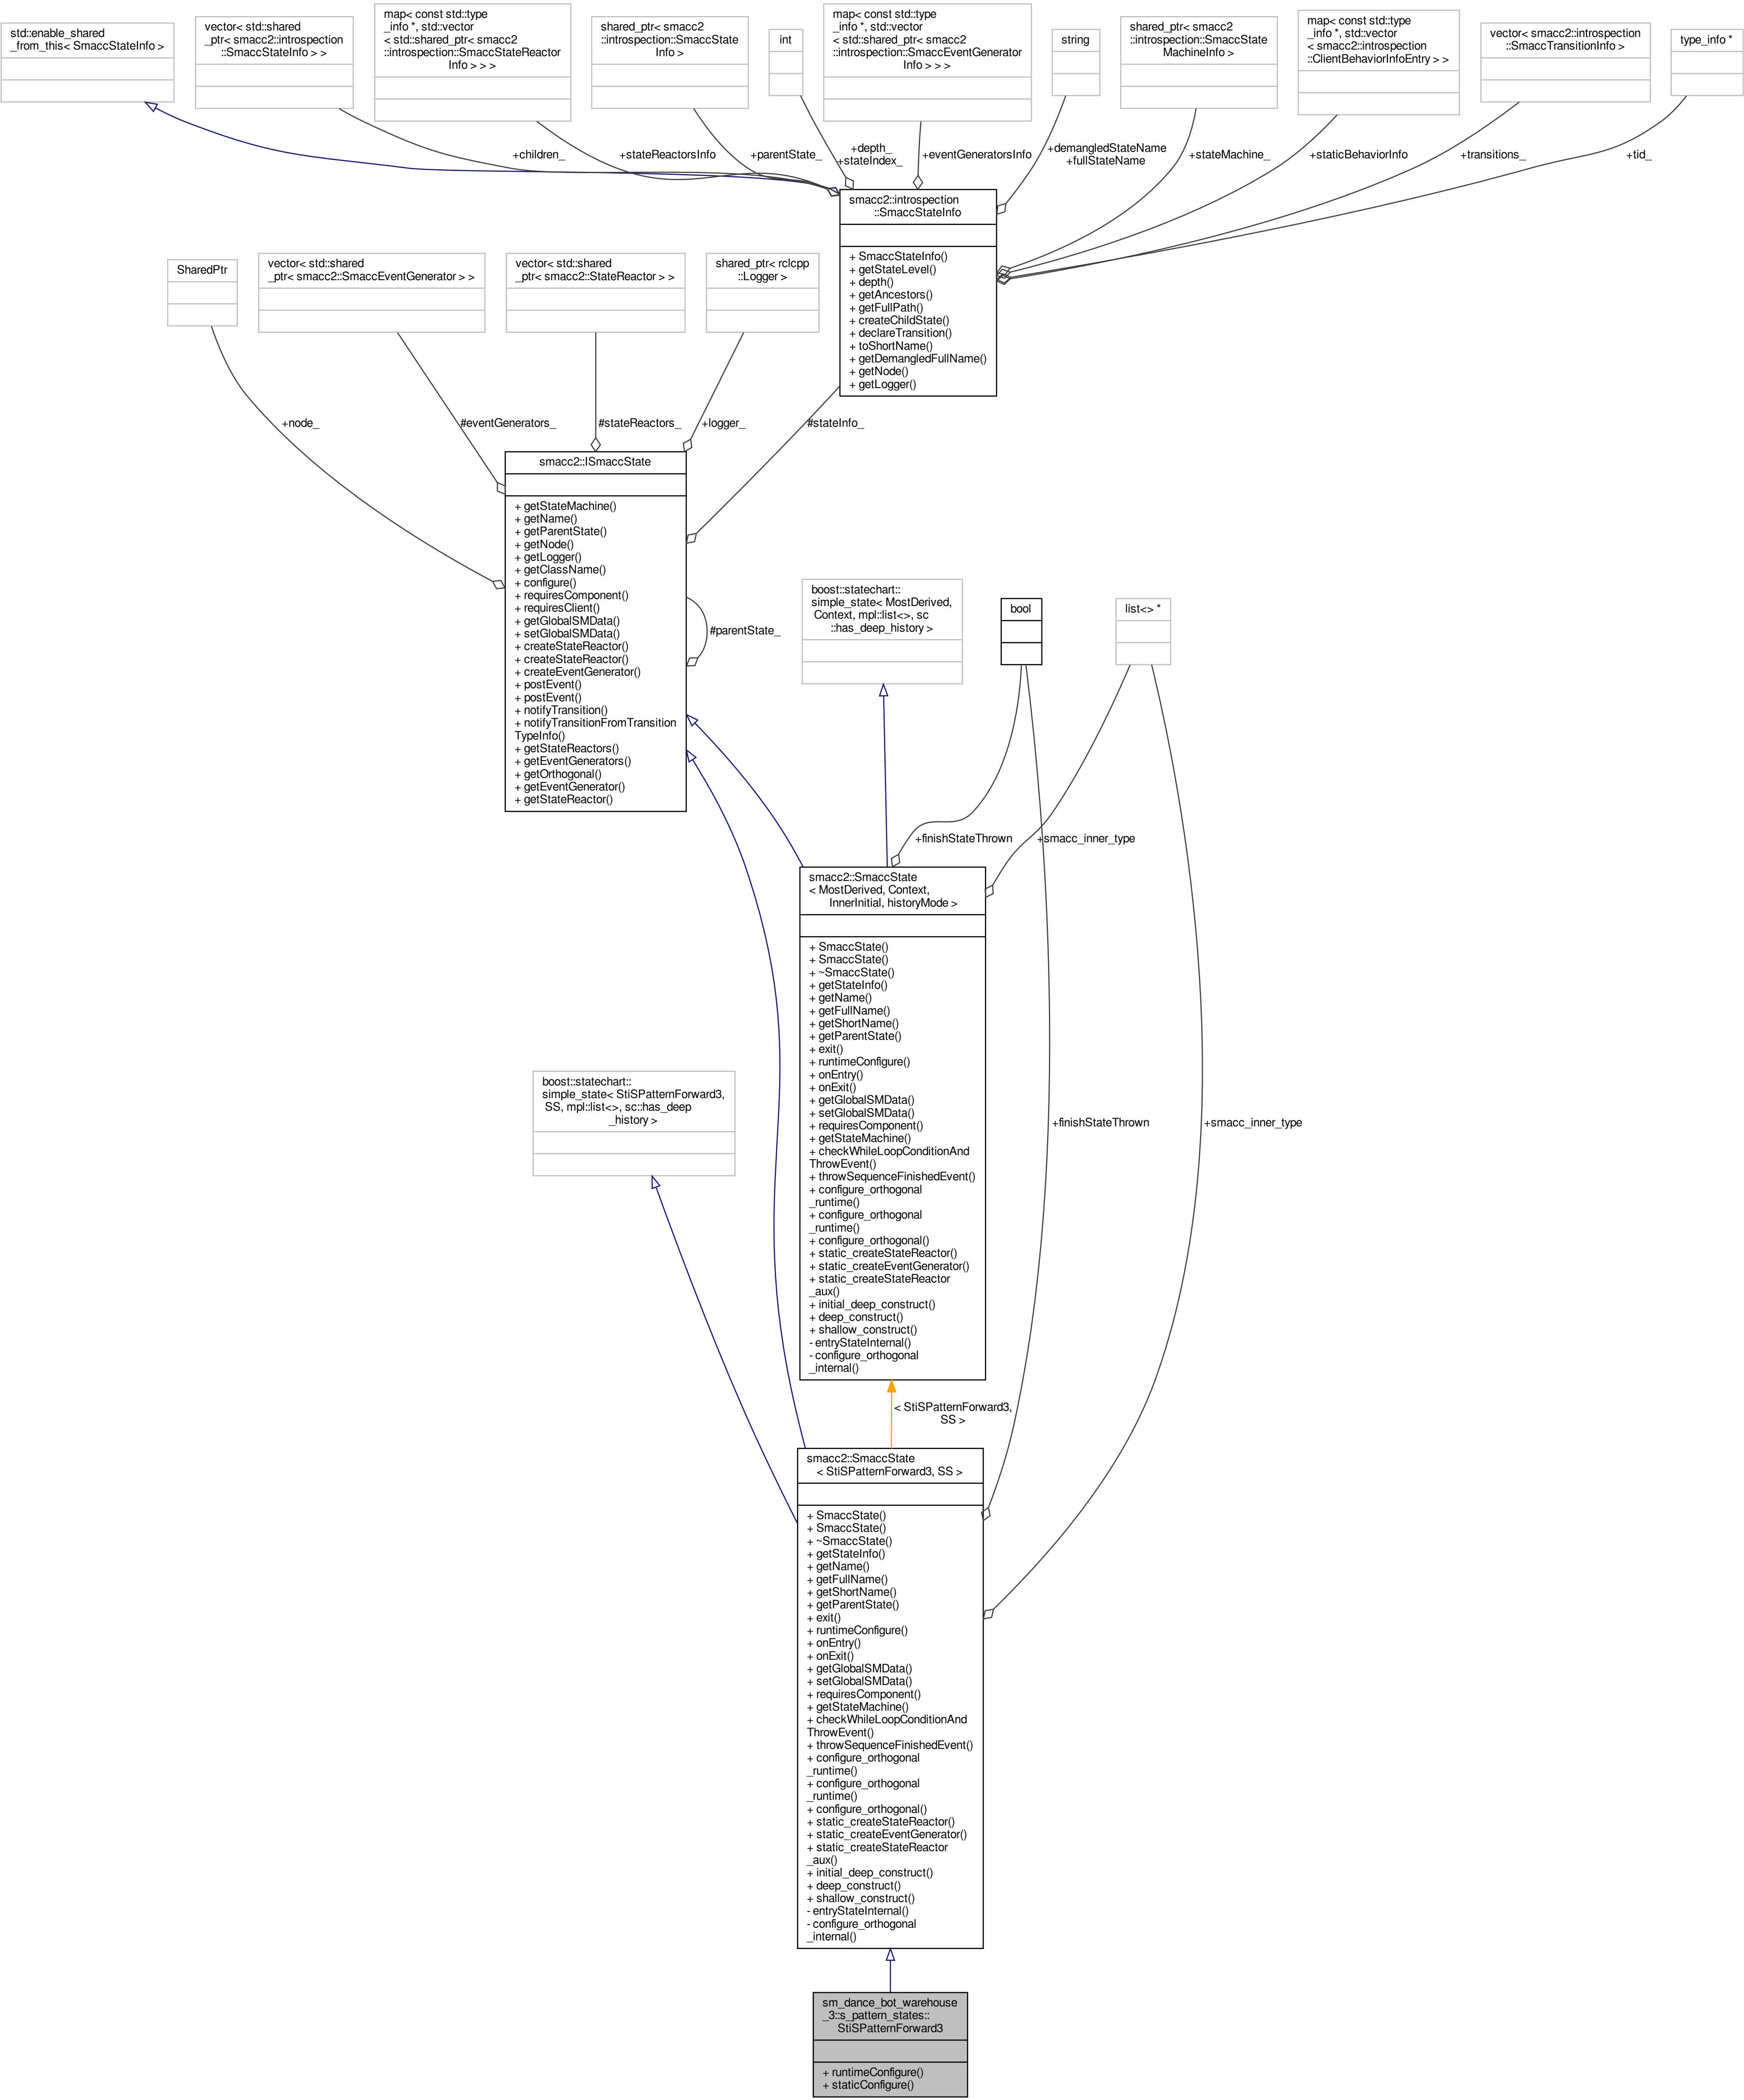 std::enable_shared
_from_this< SmaccStateInfo >
vector< std::shared
_ptr< smacc2::introspection
::SmaccStateInfo > >
map< const std::type
_info *, std::vector
< std::shared_ptr< smacc2
::introspection::SmaccStateReactor
Info > > >
shared_ptr< smacc2
::introspection::SmaccState
Info >
int
map< const std::type
_info *, std::vector
< std::shared_ptr< smacc2
::introspection::SmaccEventGenerator
Info > > >
string
shared_ptr< smacc2
::introspection::SmaccState
MachineInfo >
map< const std::type
_info *, std::vector
< smacc2::introspection
::ClientBehaviorInfoEntry > >
vector< smacc2::introspection
::SmaccTransitionInfo >
type_info *
+children_
+stateReactorsInfo
+parentState_
+depth_
+stateIndex_
+eventGeneratorsInfo
+demangledStateName
+fullStateName
+stateMachine_
+staticBehaviorInfo
+transitions_
+tid_
smacc2::introspection
::SmaccStateInfo
+ SmaccStateInfo()
+ getStateLevel()
+ depth()
+ getAncestors()
+ getFullPath()
+ createChildState()
+ declareTransition()
+ toShortName()
+ getDemangledFullName()
+ getNode()
+ getLogger()
SharedPtr
vector< std::shared
_ptr< smacc2::SmaccEventGenerator > >
vector< std::shared
_ptr< smacc2::StateReactor > >
shared_ptr< rclcpp
::Logger >
+node_
#eventGenerators_
#stateReactors_
+logger_
#stateInfo_
smacc2::ISmaccState
+ getStateMachine()
+ getName()
+ getParentState()
+ getNode()
+ getLogger()
+ getClassName()
+ configure()
+ requiresComponent()
+ requiresClient()
+ getGlobalSMData()
+ setGlobalSMData()
+ createStateReactor()
+ createStateReactor()
+ createEventGenerator()
+ postEvent()
+ postEvent()
+ notifyTransition()
+ notifyTransitionFromTransition
TypeInfo()
+ getStateReactors()
+ getEventGenerators()
+ getOrthogonal()
+ getEventGenerator()
+ getStateReactor()
#parentState_
boost::statechart::
simple_state< MostDerived,
Context, mpl::list<>, sc
::has_deep_history >
bool
list<> *
+finishStateThrown
+smacc_inner_type
smacc2::SmaccState
< MostDerived, Context,
InnerInitial, historyMode >
+ SmaccState()
+ SmaccState()
+ ~SmaccState()
+ getStateInfo()
+ getName()
+ getFullName()
+ getShortName()
+ getParentState()
+ exit()
+ runtimeConfigure()
+ onEntry()
+ onExit()
+ getGlobalSMData()
+ setGlobalSMData()
+ requiresComponent()
+ getStateMachine()
+ checkWhileLoopConditionAnd
ThrowEvent()
+ throwSequenceFinishedEvent()
+ configure_orthogonal
_runtime()
+ configure_orthogonal
_runtime()
+ configure_orthogonal()
+ static_createStateReactor()
+ static_createEventGenerator()
+ static_createStateReactor
_aux()
+ initial_deep_construct()
+ deep_construct()
+ shallow_construct()
- entryStateInternal()
- configure_orthogonal
_internal()
boost::statechart::
simple_state< StiSPatternForward3,
SS, mpl::list<>, sc::has_deep
_history >
+finishStateThrown
+smacc_inner_type
< StiSPatternForward3,
SS >
smacc2::SmaccState
< StiSPatternForward3, SS >
+ SmaccState()
+ SmaccState()
+ ~SmaccState()
+ getStateInfo()
+ getName()
+ getFullName()
+ getShortName()
+ getParentState()
+ exit()
+ runtimeConfigure()
+ onEntry()
+ onExit()
+ getGlobalSMData()
+ setGlobalSMData()
+ requiresComponent()
+ getStateMachine()
+ checkWhileLoopConditionAnd
ThrowEvent()
+ throwSequenceFinishedEvent()
+ configure_orthogonal
_runtime()
+ configure_orthogonal
_runtime()
+ configure_orthogonal()
+ static_createStateReactor()
+ static_createEventGenerator()
+ static_createStateReactor
_aux()
+ initial_deep_construct()
+ deep_construct()
+ shallow_construct()
- entryStateInternal()
- configure_orthogonal
_internal()
sm_dance_bot_warehouse
_3::s_pattern_states::
StiSPatternForward3
+ runtimeConfigure()
+ staticConfigure()